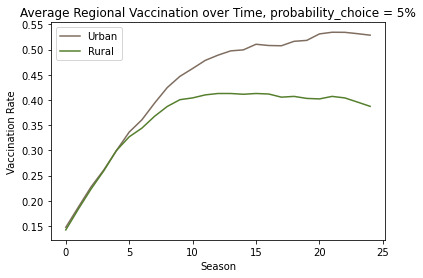 Average Regional Vaccination over Time, probability_choice = 5%
Urban
Rural
Vaccination Rate
0.55
0.50
0.45
0.40
0.35
0.30
0.25
0.20
0.15
0 5 10 15 20 25
Season